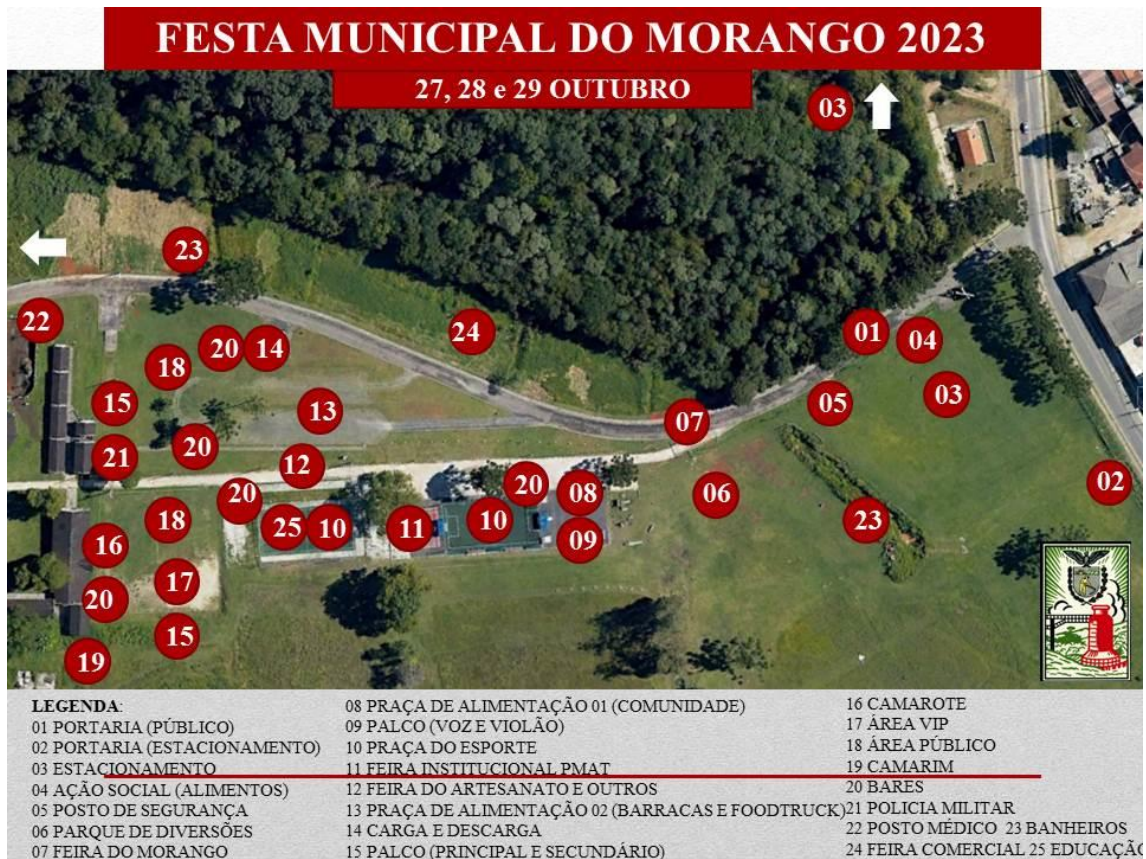 FESTA MUNICIPAL DO MORANGO 2023
27, 28 e 29 OUTUBRO
03
23
22
24
01
04
20
14
18
03
15
13
05
07
20
21
12
02
20
08
06
20
18
10
25
10
11
23
16
09
17
20
15
19
LEGENDA:
01 PORTARIA (PÚBLICO)
02 PORTARIA (ESTACIONAMENTO)
03 ESTACIONAMENTO
04 AÇÃO SOCIAL (ALIMENTOS)
05 POSTO DE SEGURANÇA
06 PARQUE DE DIVERSÕES
07 FEIRA DO MORANGO
08 PRAÇA DE ALIMENTAÇÃO 01 (COMUNIDADE)
09 PALCO (VOZ E VIOLÃO)
10 PRAÇA DO ESPORTE
11 FEIRA INSTITUCIONAL PMAT
12 FEIRA DO ARTESANATO E OUTROS
13 PRAÇA DE ALIMENTAÇÃO 02 (BARRACAS E FOODTRUCK)
14 CARGA E DESCARGA
15 PALCO (PRINCIPAL E SECUNDÁRIO)
16 CAMAROTE
17 ÁREA VIP
18 ÁREA PÚBLICO
19 CAMARIM
20 BARES
21 POLICIA MILITAR
22 POSTO MÉDICO 23 BANHEIROS
24 FEIRA COMERCIAL 25 EDUCAÇÃO